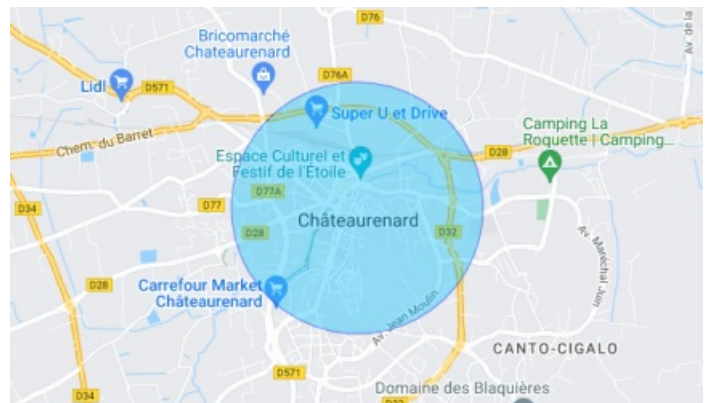 D76
Av. de la
Bricomarché
Chateaurenard
D76A
Lidl
D571
Super U et Drive
Chem. du Barret
Camping La
Roquette | Camping...
D28
Espace Culturel et
Festif de l'Étoile
D77A
D34
D77
Châteaurenard
D28
D32
Av. Maréchal Juin
D28
Carrefour Market
Châteaurenard
Av. Jean Moulin
CANTO-CIGALO
D571
Domaine des Blaquières
D34
D32